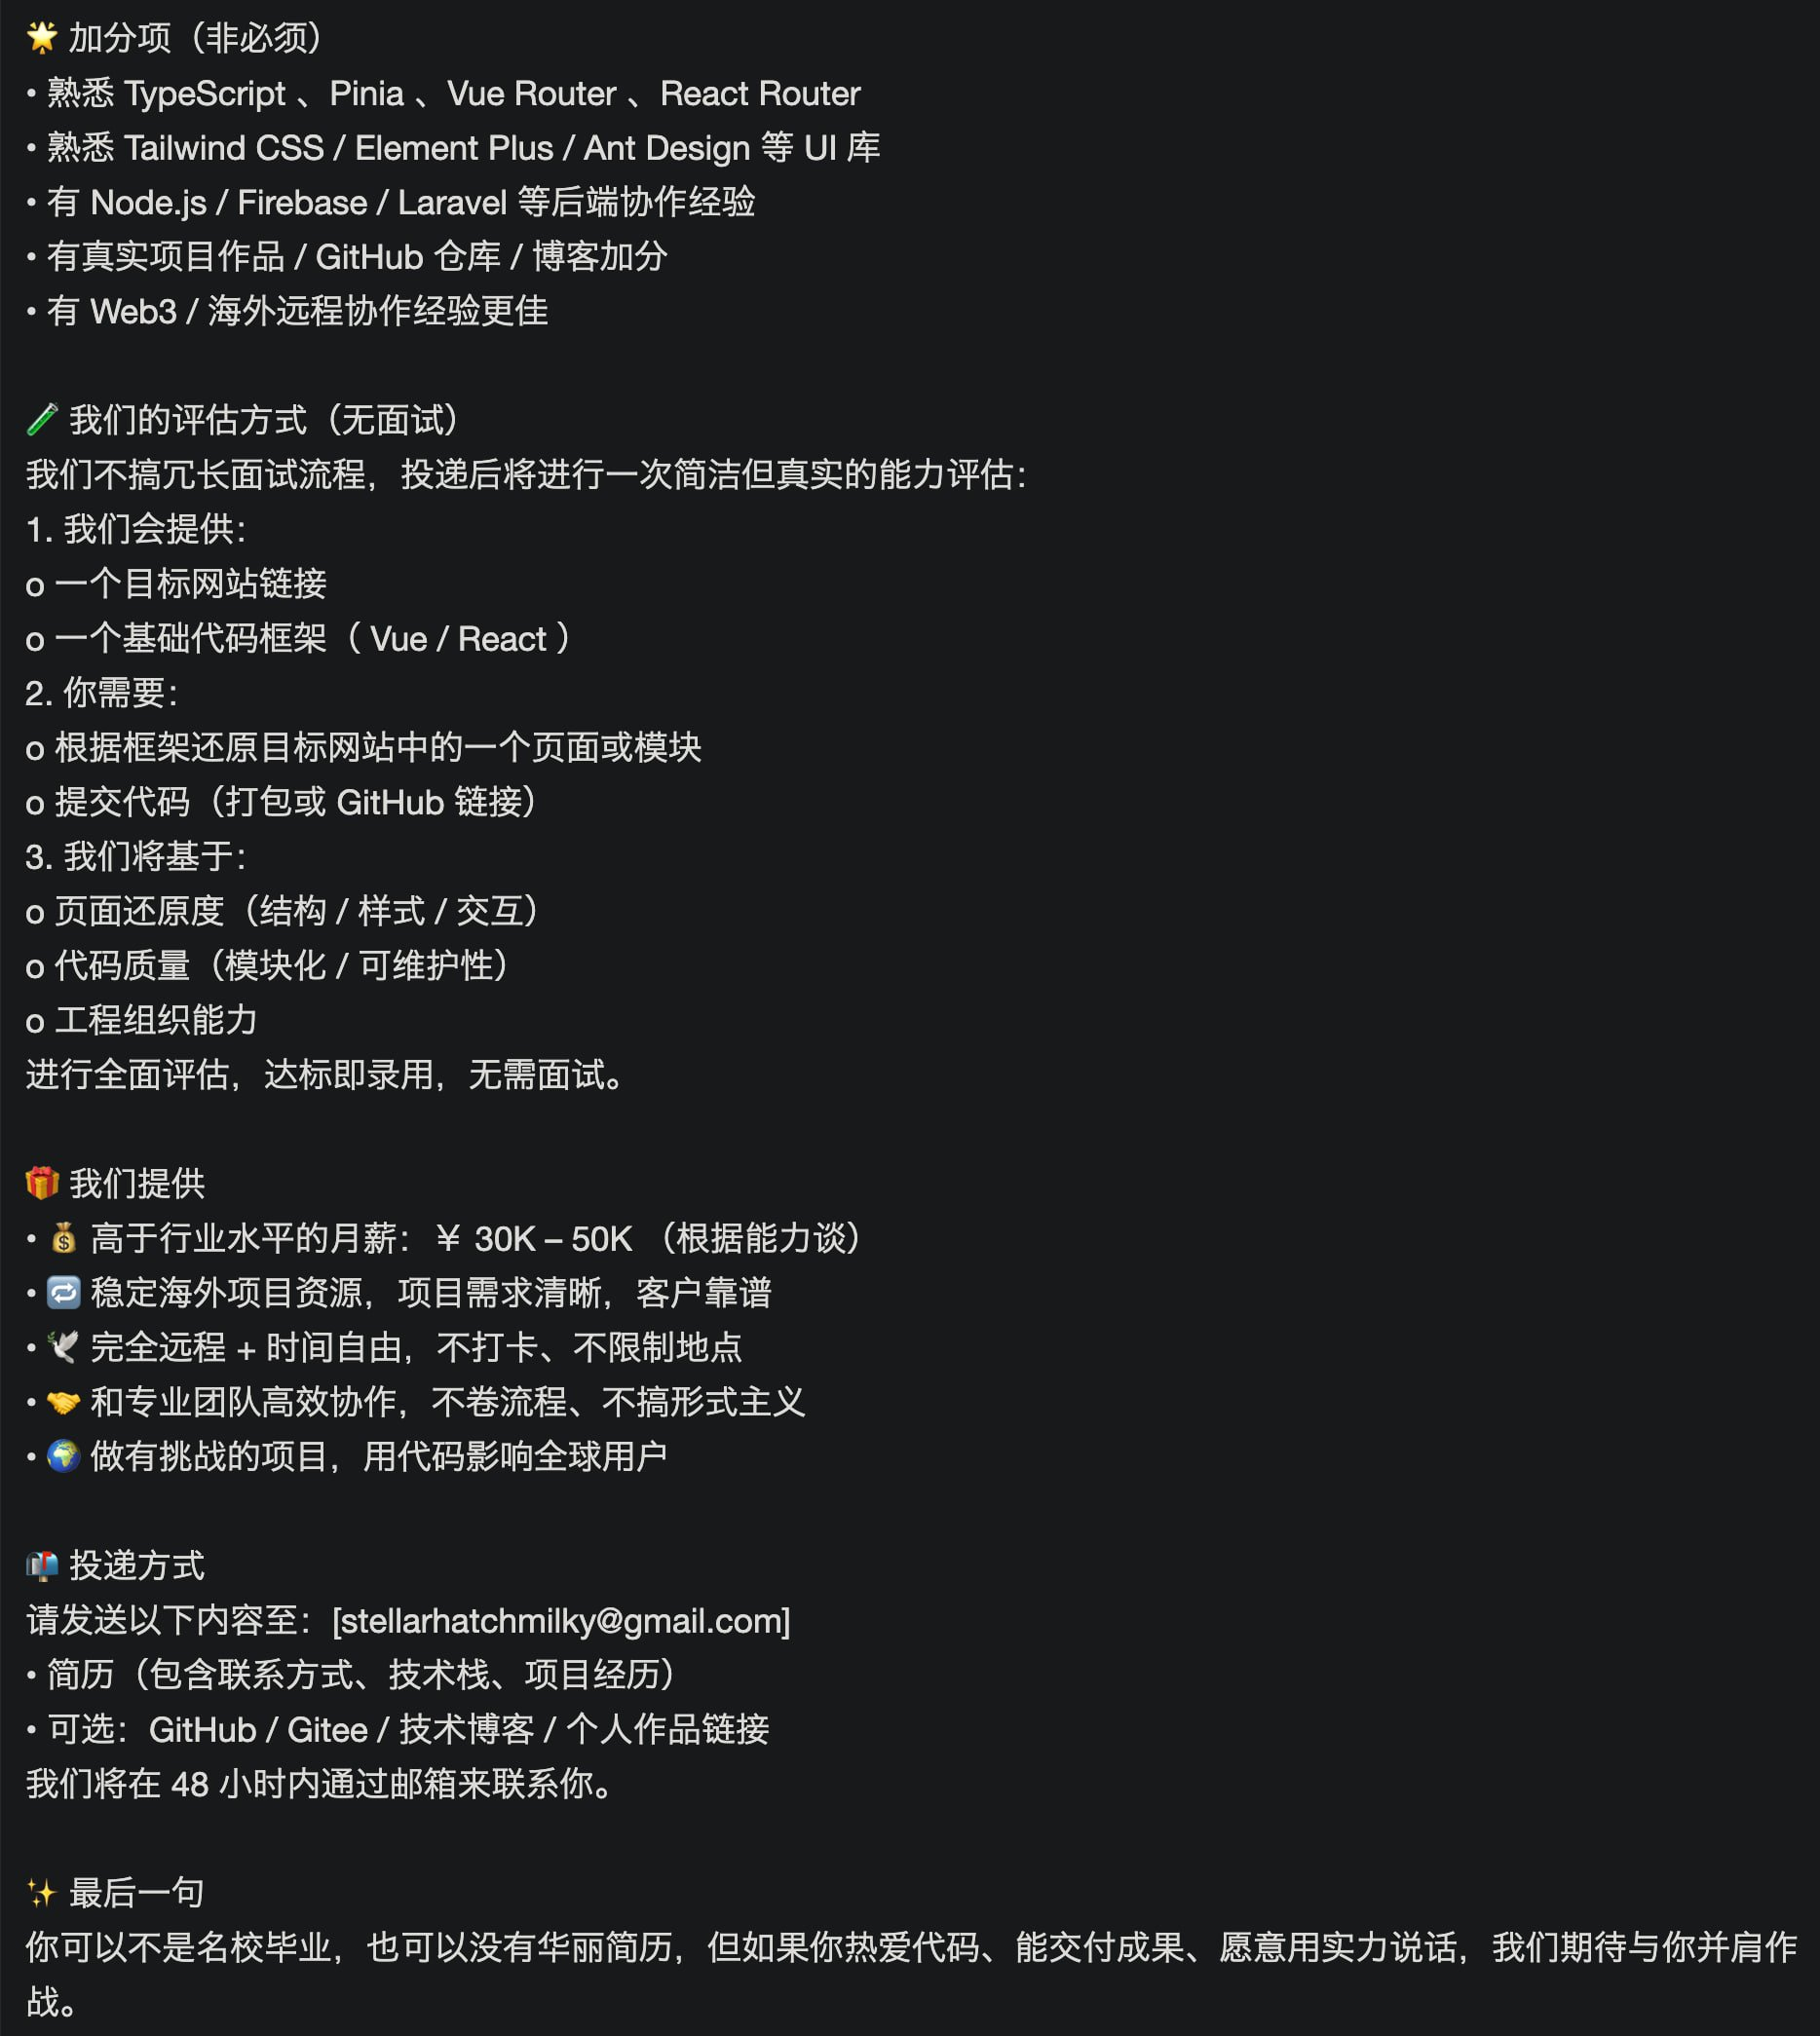 🌟 加分项（非必须）
• 熟悉 TypeScript 、Pinia 、Vue Router 、React Router
• 熟悉 Tailwind CSS / Element Plus / Ant Design 等 UI 库
• 有 Node.js / Firebase / Laravel 等后端协作经验
• 有真实项目作品 / GitHub 仓库 / 博客加分
• 有 Web3 / 海外远程协作经验更佳
🧪 我们的评估方式（无面试）
我们不搞冗长面试流程，投递后将进行一次简洁但真实的能力评估：
1. 我们会提供：
o 一个目标网站链接
o 一个基础代码框架（ Vue / React ）
2. 你需要：
o 根据框架还原目标网站中的一个页面或模块
o 提交代码（打包或 GitHub 链接）
3. 我们将基于：
o 页面还原度（结构 / 样式 / 交互）
o 代码质量（模块化 / 可维护性）
o 工程组织能力
进行全面评估，达标即录用，无需面试。
🎁 我们提供
• 💰 高于行业水平的月薪：￥ 30K – 50K （根据能力谈）
• 🔁 稳定海外项目资源，项目需求清晰，客户靠谱
• 🕊️ 完全远程 + 时间自由，不打卡、不限制地点
• 🤝 和专业团队高效协作，不卷流程、不搞形式主义
• 🌍 做有挑战的项目，用代码影响全球用户
📬 投递方式
请发送以下内容至：[stellarhatchmilky@gmail.com]
• 简历（包含联系方式、技术栈、项目经历）
• 可选：GitHub / Gitee / 技术博客 / 个人作品链接
我们将在 48 小时内通过邮箱来联系你。
✨ 最后一句
你可以不是名校毕业，也可以没有华丽简历，但如果你热爱代码、能交付成果、愿意用实力说话，我们期待与你并肩作
战。